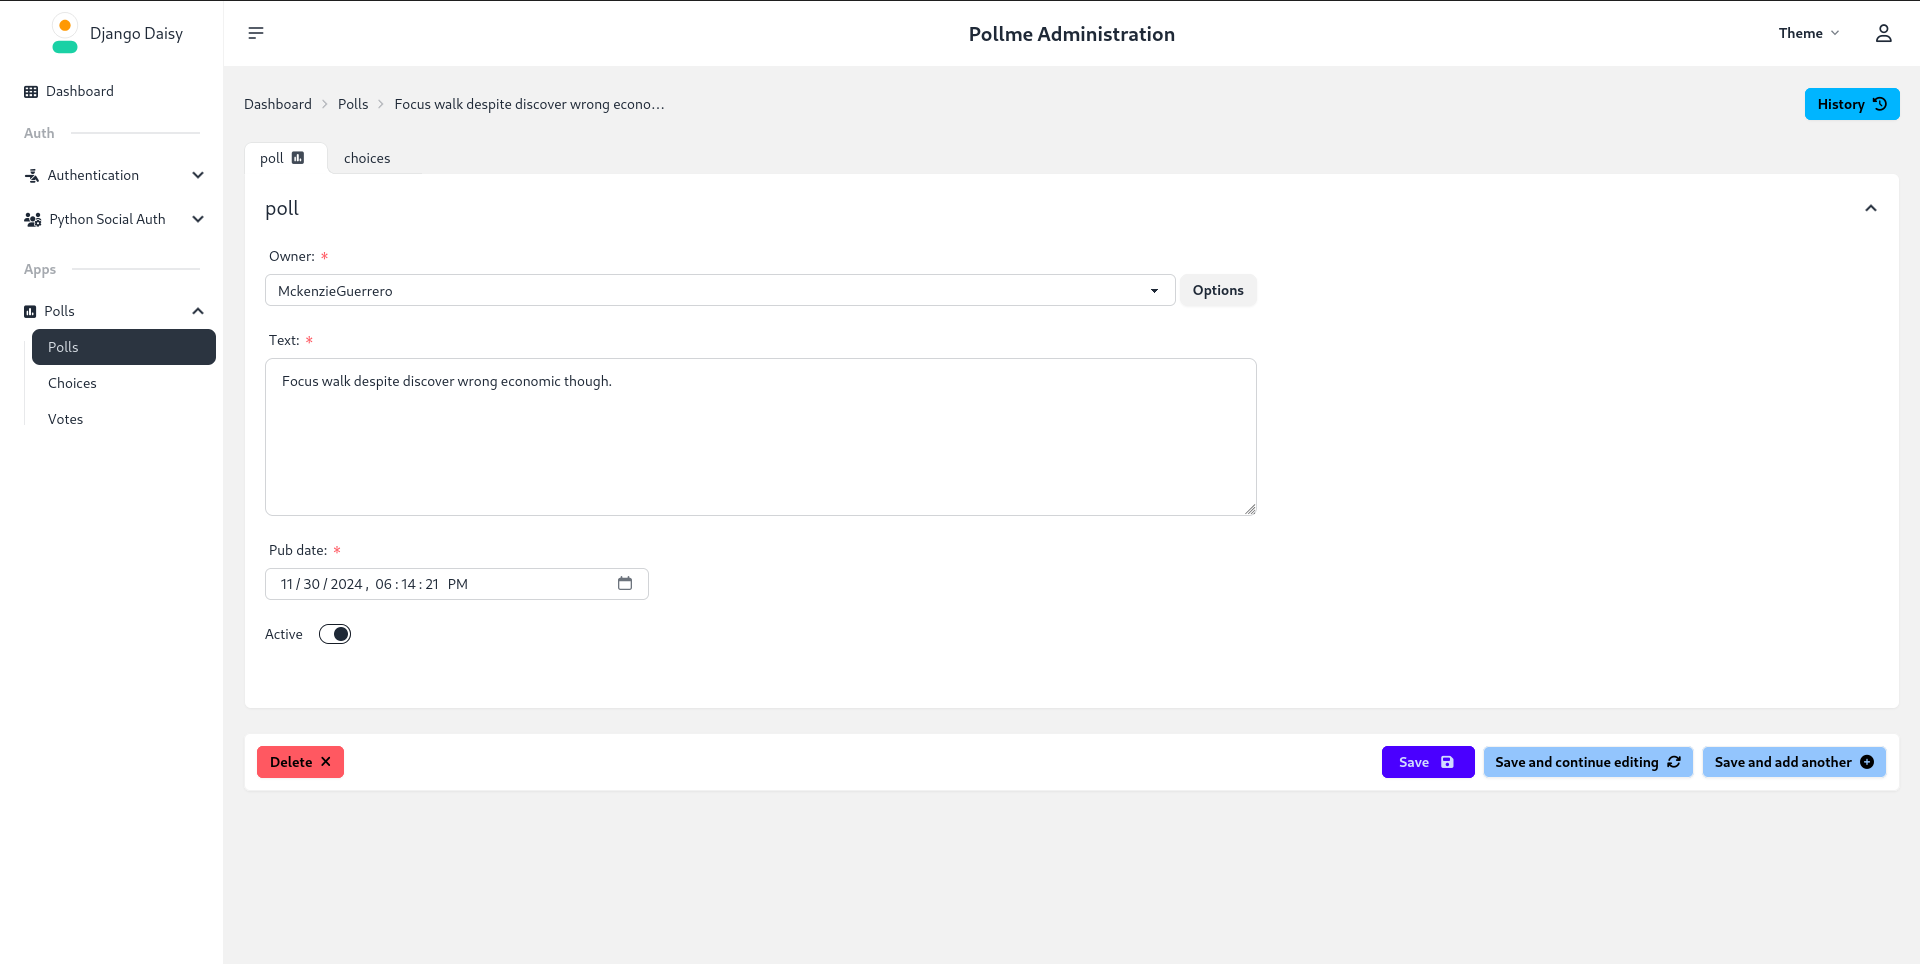 Django Daisy
Pollme Administration
Theme
Dashboard
Auth
Authentication
Python Social Auth
Apps
Polls
Polls
Choices
Votes
Dashboard > Polls > Focus walk despite discover wrong econo...
History
poll
choices
poll
Owner: *
MckenzieGuerrero
Options
Text: *
Focus walk despite discover wrong economic though.
Pub date: *
11/30/2024, 06:14:21 PM
Active
Delete
Save
Save and continue editing
Save and add another